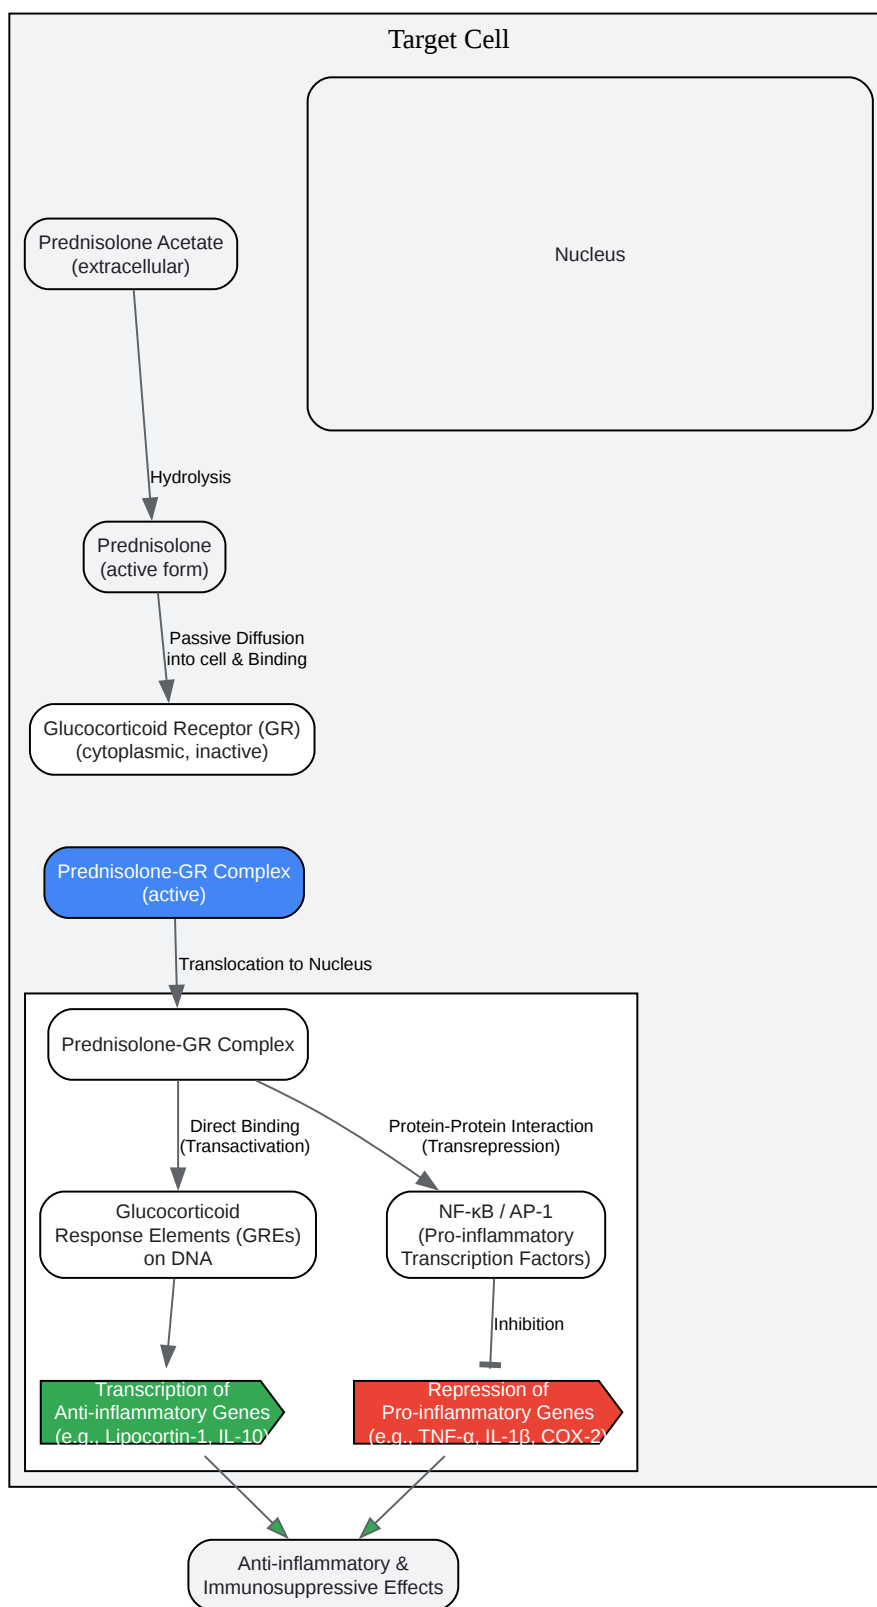 Target Cell
Nucleus
Prednisolone Acetate
(extracellular)
Hydrolysis
Prednisolone
(active form)
Passive Diffusion
into cell & Binding
Glucocorticoid Receptor (GR)
(cytoplasmic, inactive)
Prednisolone-GR Complex
(active)
Translocation to Nucleus
Prednisolone-GR Complex
Direct Binding
(Transactivation)
Protein-Protein Interaction
(Transrepression)
Glucocorticoid
Response Elements (GREs)
on DNA
NF-κB / AP-1
(Pro-inflammatory
Transcription Factors)
Inhibition
Transcription of
Anti-inflammatory Genes
(e.g., Lipocortin-1, IL-10)
Repression of
Pro-inflammatory Genes
(e.g., TNF-α, IL-1β, COX-2)
Anti-inflammatory &
Immunosuppressive Effects